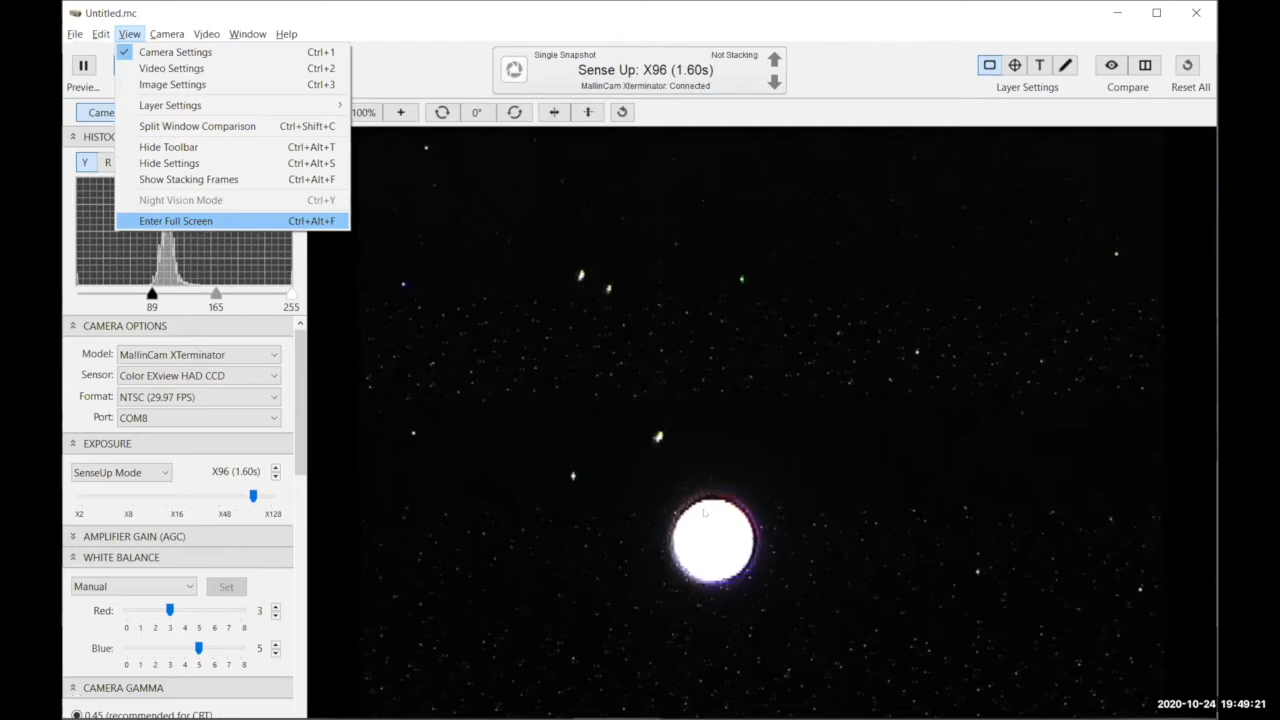 Untitled.mc
File Edit View Camera Video Window Help
Camera Settings Ctrl+1
Video Settings Ctrl+2
Image Settings Ctrl+3
Layer Settings
Split Window Comparison Ctrl+Shift+C
Hide Toolbar Ctrl+Alt+T
Hide Settings Ctrl+Alt+S
Show Stacking Frames Ctrl+Alt+F
Night Vision Mode Ctrl+Y
Enter Full Screen Ctrl+Alt+F
Preview...
Single Snapshot Not Stacking
Sense Up: X96 (1.60s)
MallinCam Xterminator: Connected
T
Layer Settings Compare Reset All
Came 100% + 0°
HISTO
Y R
89 165 255
CAMERA OPTIONS
Model: MallinCam XTerminator
Sensor: Color EXview HAD CCD
Format: NTSC (29.97 FPS)
Port: COM8
EXPOSURE
SenseUp Mode X96 (1.60s)
X2 X8 X16 X48 X128
AMPLIFIER GAIN (AGC)
WHITE BALANCE
Manual Set
Red: 3
0 1 2 3 4 5 6 7 8
Blue: 5
0 1 2 3 4 5 6 7 8
CAMERA GAMMA
0.45 (recommended for CRT)
2020-10-24 19:49:21